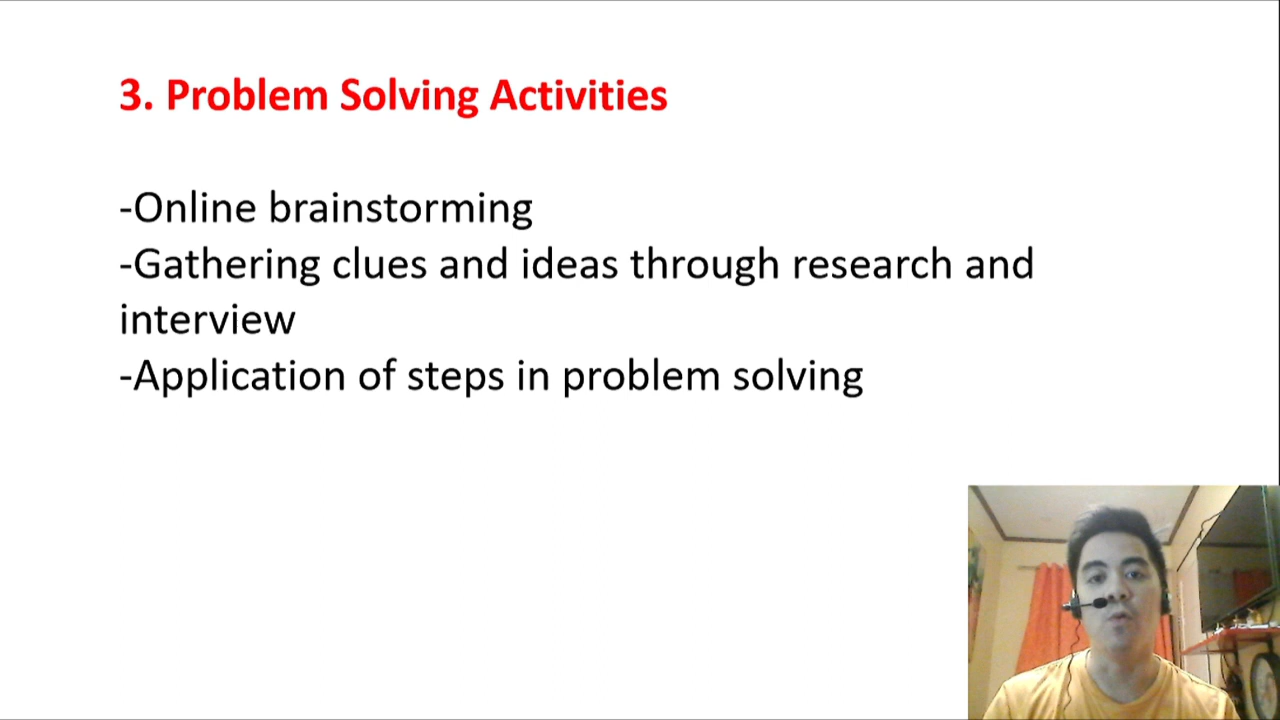 3. Problem Solving Activities
-Online brainstorming
-Gathering clues and ideas through research and
interview
-Application of steps in problem solving